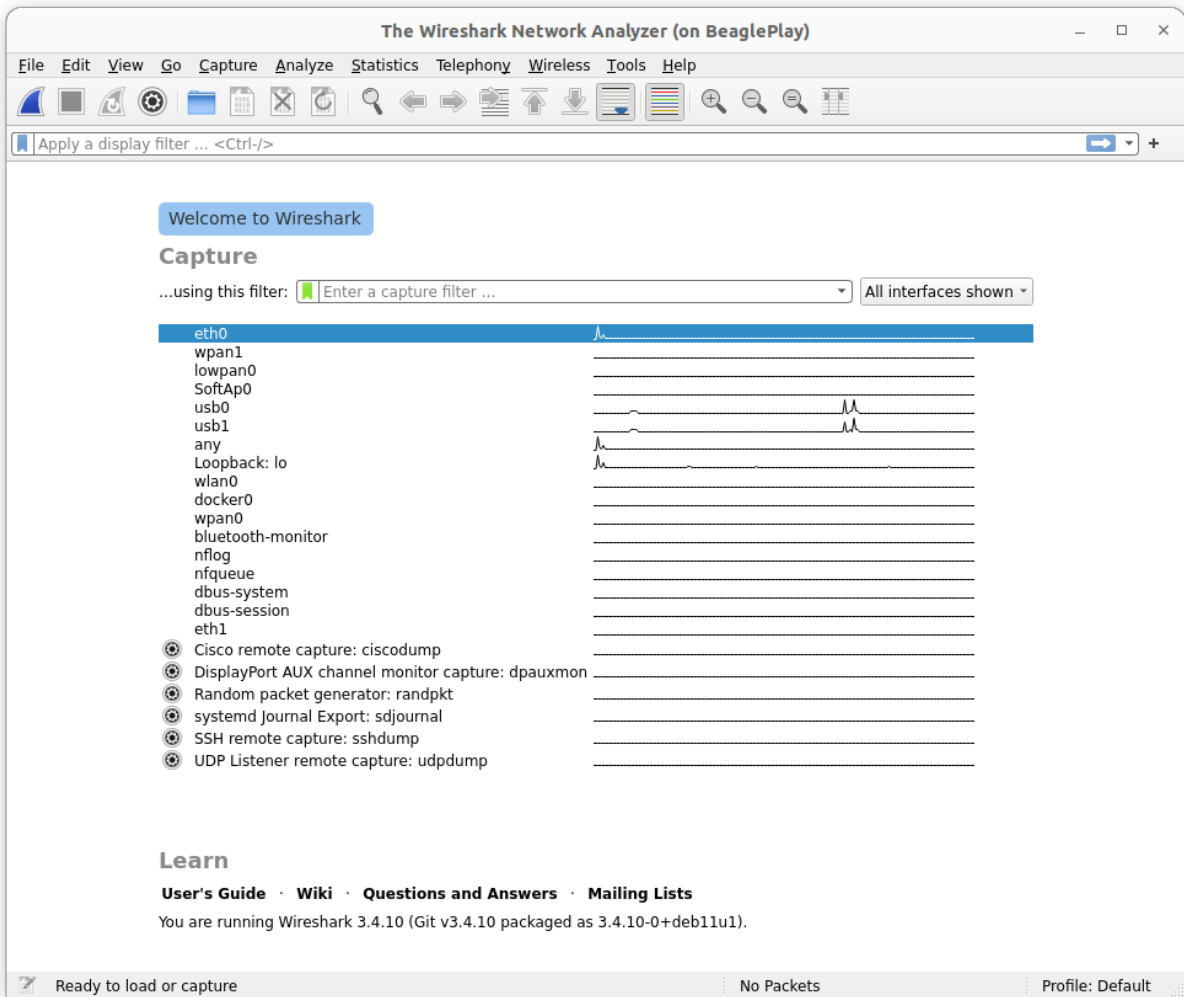 The Wireshark Network Analyzer (on BeaglePlay)
File Edit View Go Capture Analyze Statistics Telephony Wireless Tools Help
Apply a display filter ... <Ctrl-/>
Welcome to Wireshark
Capture
...using this filter: Enter a capture filter ... All interfaces shown
eth0
wpan1
lowpan0
SoftAp0
usb0
usb1
any
Loopback: lo
wlan0
docker0
wpan0
bluetooth-monitor
nflog
nfqueue
dbus-system
dbus-session
eth1
Cisco remote capture: ciscodump
DisplayPort AUX channel monitor capture: dpauxmon
Random packet generator: randpkt
systemd Journal Export: sdjournal
SSH remote capture: sshdump
UDP Listener remote capture: udpdump
Learn
User's Guide · Wiki · Questions and Answers · Mailing Lists
You are running Wireshark 3.4.10 (Git v3.4.10 packaged as 3.4.10-0+deb11u1).
Ready to load or capture No Packets Profile: Default